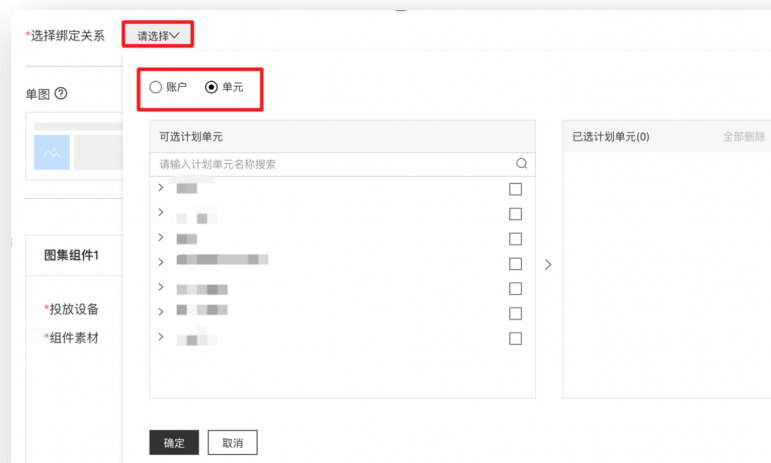 *选择绑定关系
请选择
账户
单元
单图
可选计划单元
已选计划单元(0)
全部删除
请输入计划单元名称搜索
图集组件1
*投放设备
*组件素材
确定
取消